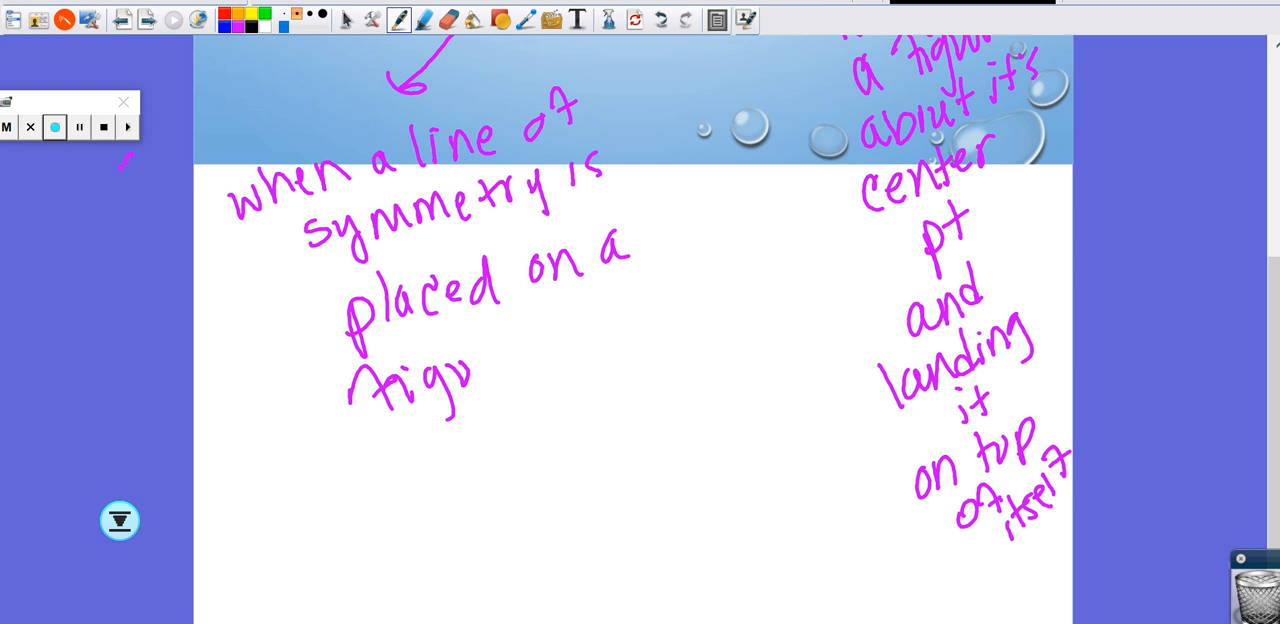 when a line of
symmetry is
placed on a
figu
a figu
about it's
center
pt
and
landing
it
on top
of itself
M